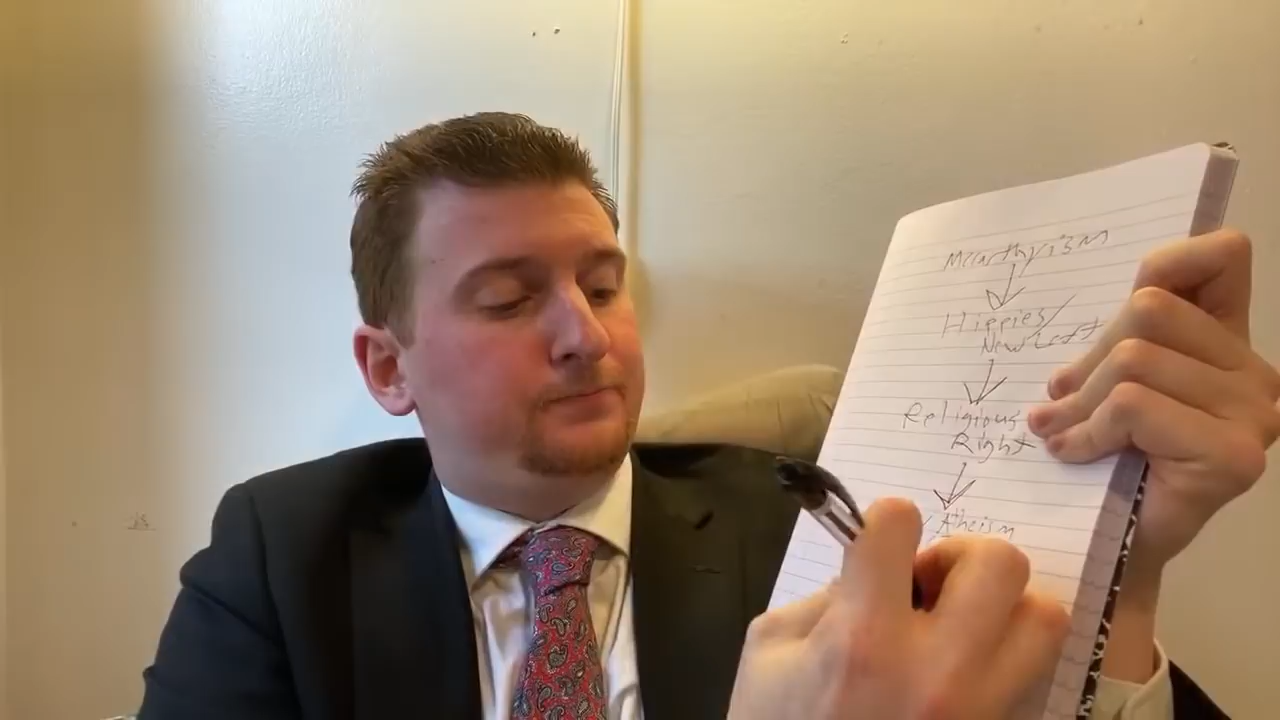 Mccarthyism
Hippies/
New Left
Religious
Right
Atheism